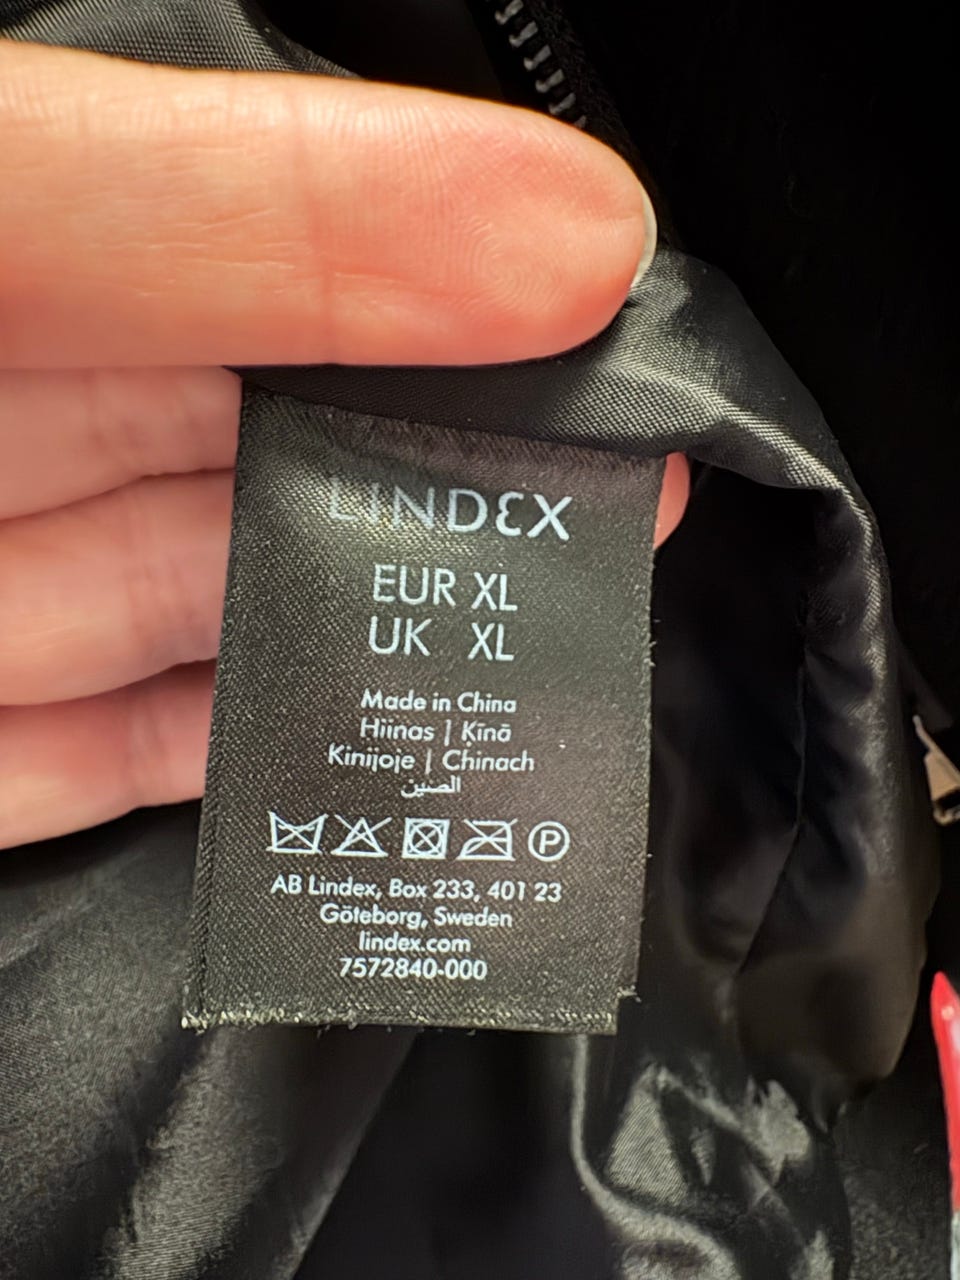 LINDEX
EUR XL
UK XL
Made in China
Hiinas | Ķīnā
Kinijoje | Chinach
الصين
P
AB Lindex, Box 233, 401 23
Göteborg, Sweden
lindex.com
7572840-000